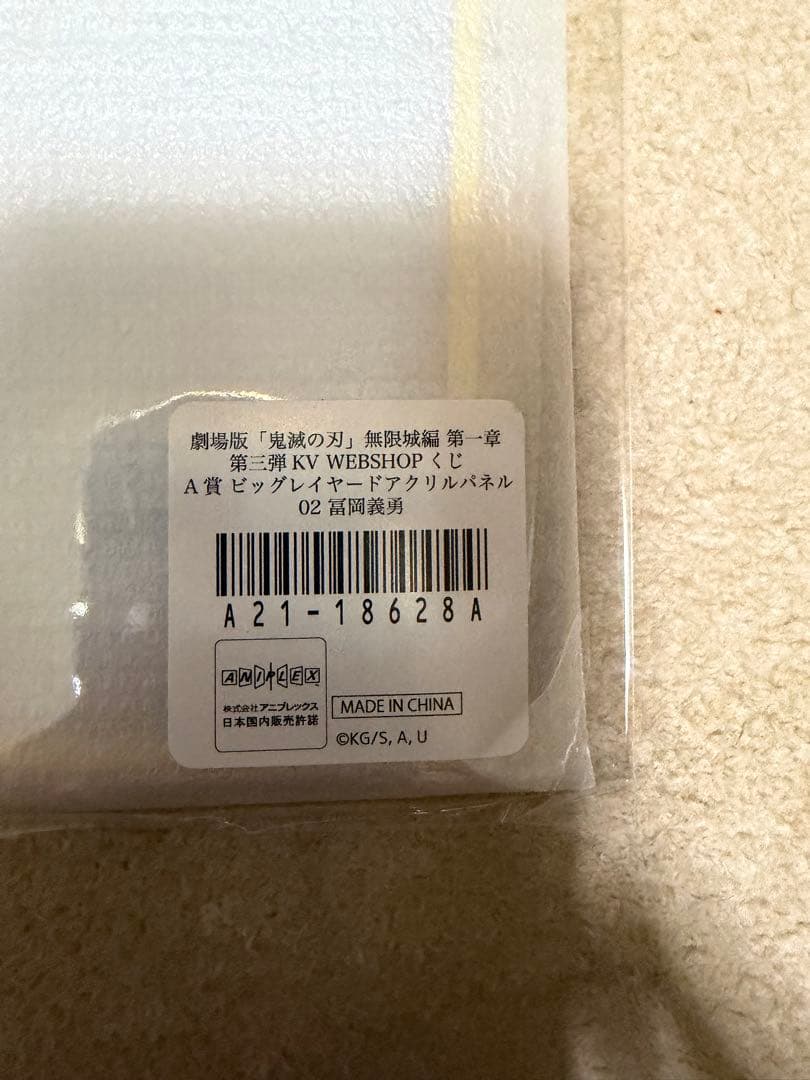 劇場版「鬼滅の刃」無限城編 第一章
第三弾 KV WEBSHOP くじ
A 賞 ビッグレイヤードアクリルパネル
02 冨岡義勇
A21-18628A
ANIPLEX
株式会社アニプレックス
日本国内販売許諾
MADE IN CHINA
©KG/S, A, U